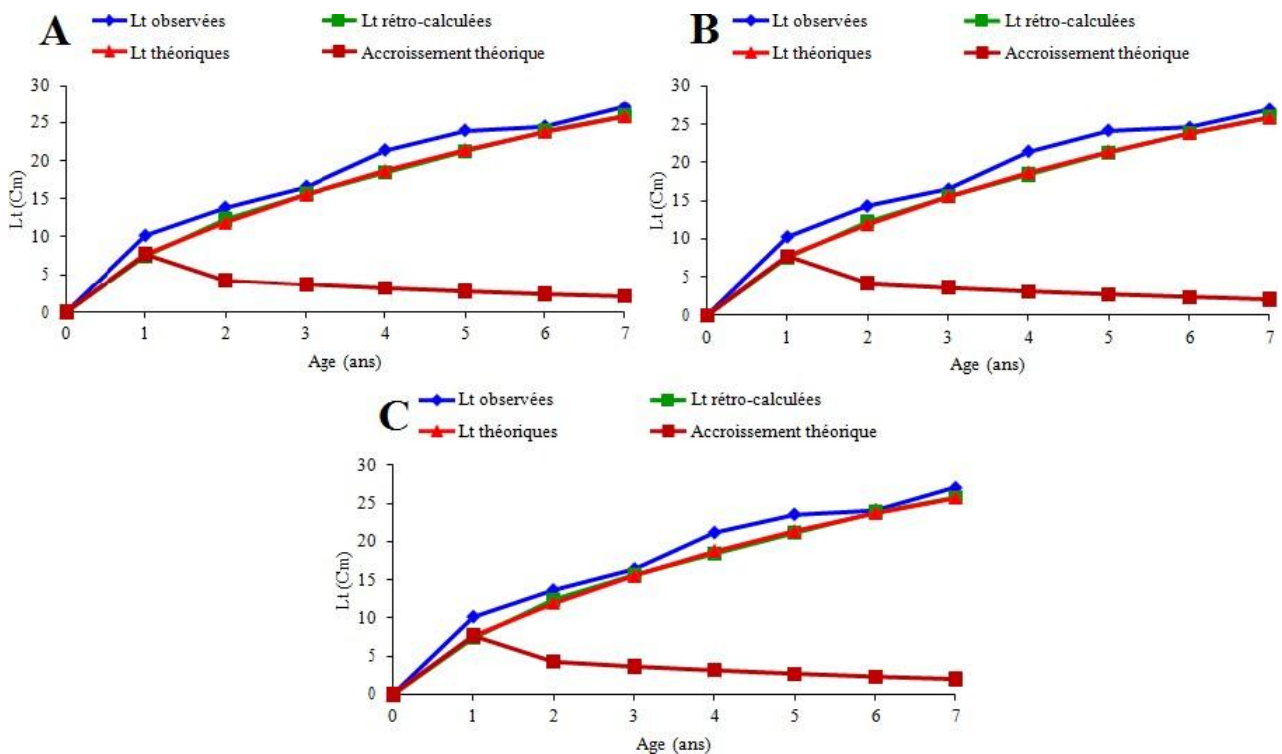 A
Lt observées Lt rétro-calculées
Lt théoriques Accroissement théorique
30
25
20
15
10
5
0
Lt (Cm)
0 1 2 3 4 5 6 7
Age (ans)
B
Lt observées Lt rétro-calculées
Lt théoriques Accroissement théorique
30
25
20
15
10
5
0
Lt (Cm)
0 1 2 3 4 5 6 7
Age (ans)
C
Lt observées Lt rétro-calculées
Lt théoriques Accroissement théorique
30
25
20
15
10
5
0
Lt (Cm)
0 1 2 3 4 5 6 7
Age (ans)